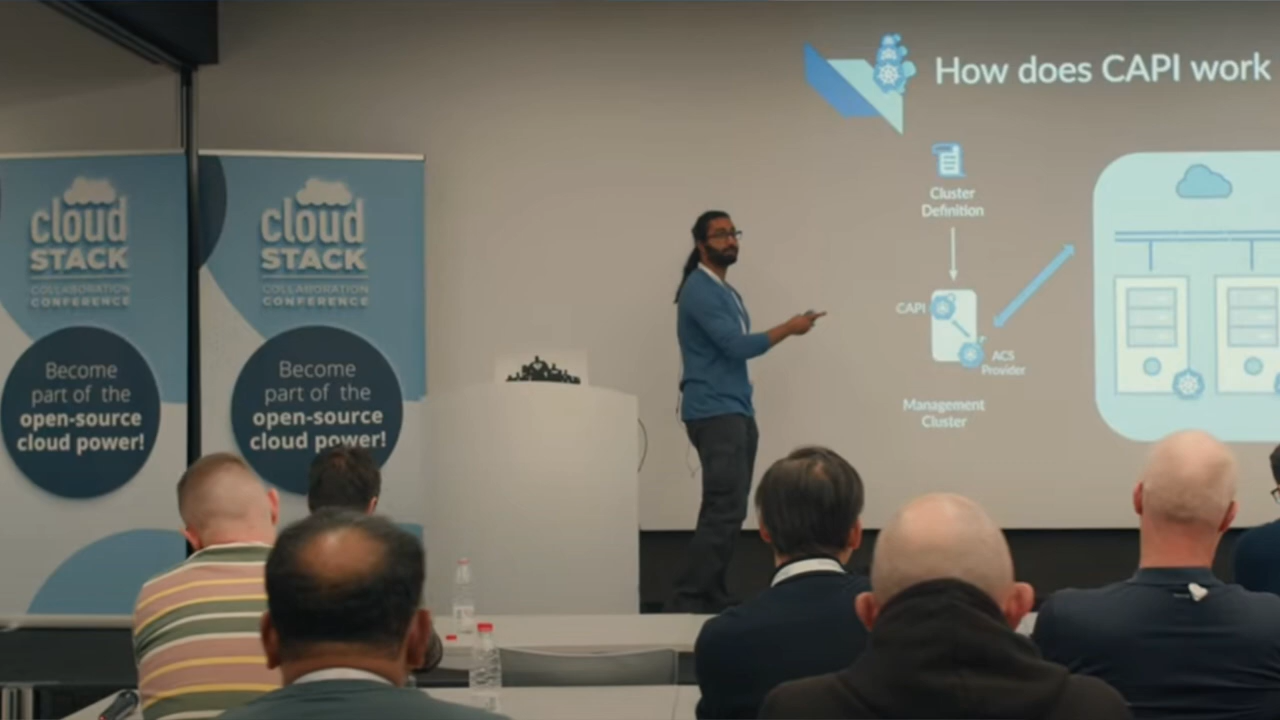 cloud
STACK
COLLABORATION
CONFERENCE
Become
part of the
open-source
cloud power!
cloud
STACK
COLLABORATION
CONFERENCE
Become
part of the
open-source
cloud power!
How does CAPI work
Cluster
Definition
CAPI
ACS
Provider
Management
Cluster